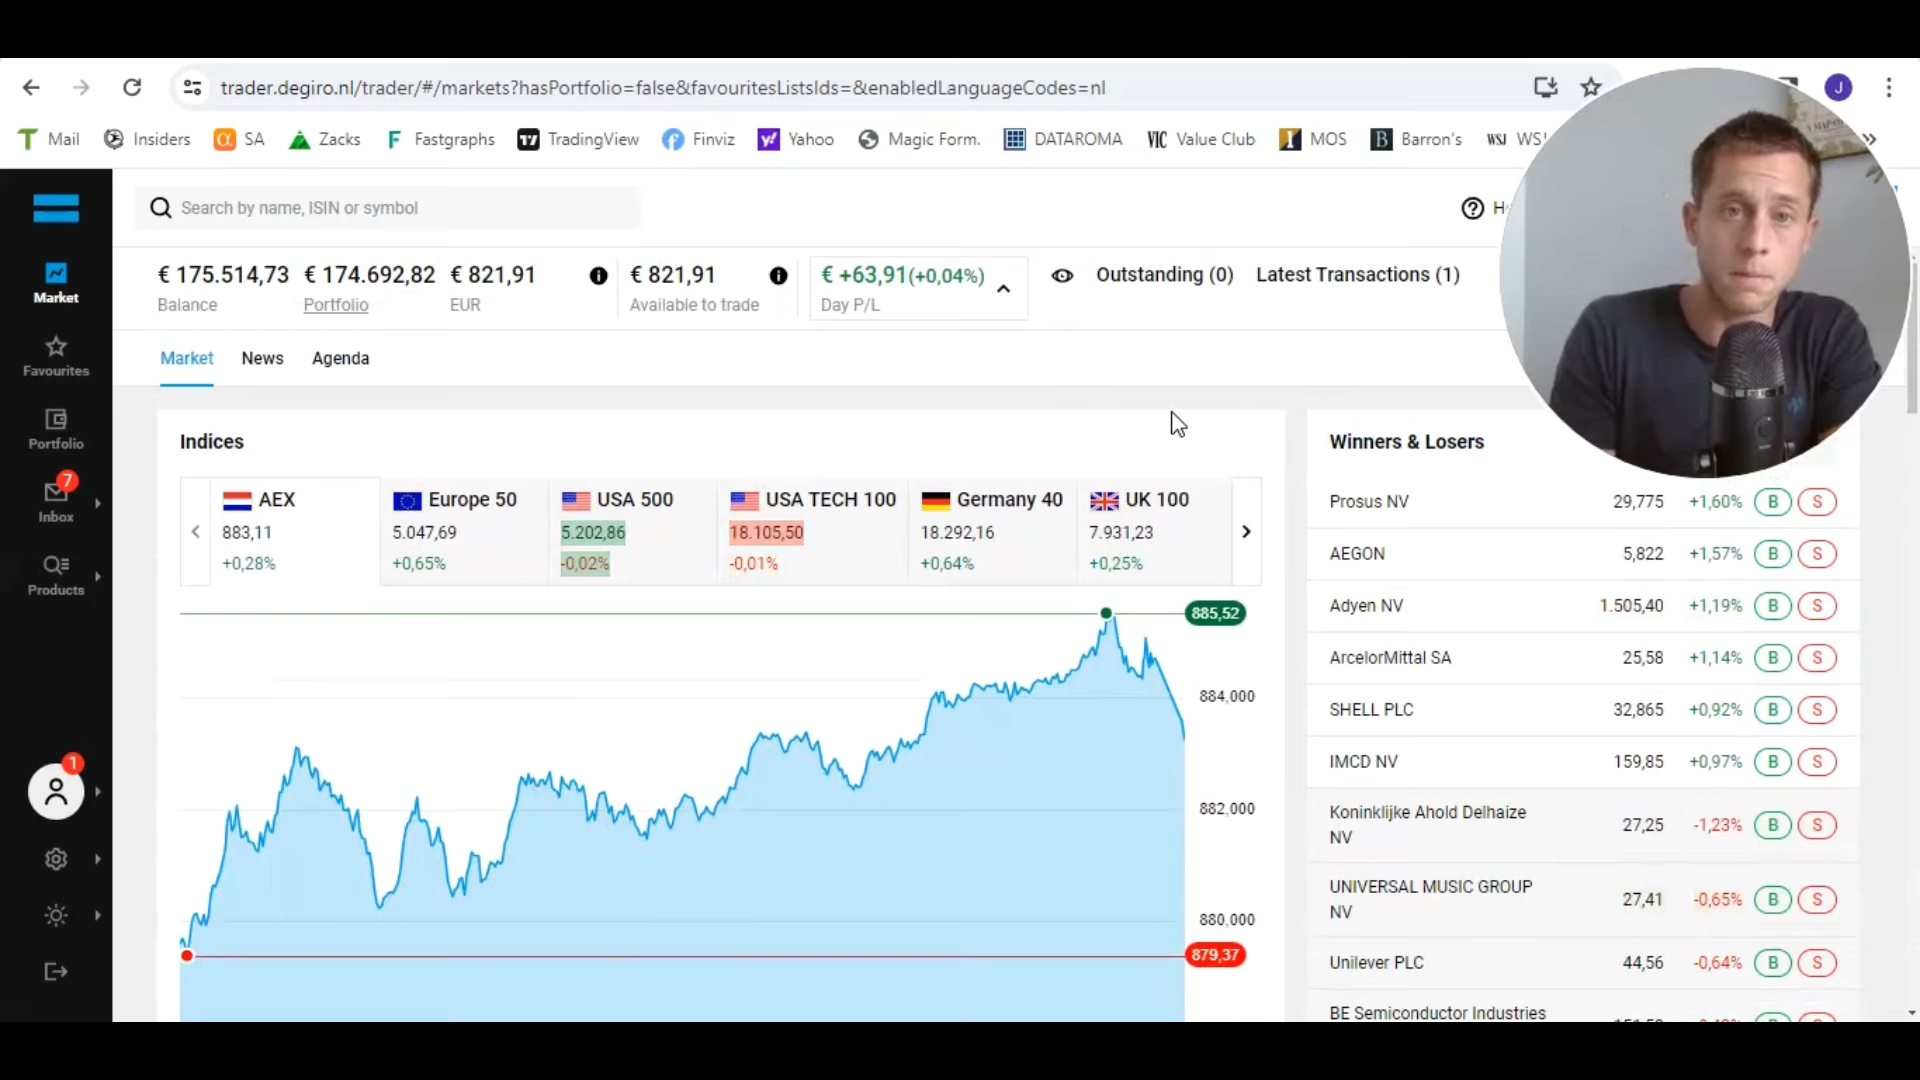 trader.degiro.nl/trader/#/markets?hasPortfolio=false&favouritesListsIds=&enabledLanguageCodes=nl
J
Mail Insiders SA Zacks Fastgraphs TradingView Finviz Yahoo Magic Form. DATAROMA VIC Value Club MOS Barron's WSJ
Search by name, ISIN or symbol
€ 175.514,73 € 174.692,82 € 821,91 € 821,91 € +63,91(+0,04%) Outstanding (0) Latest Transactions (1)
Balance Portfolio EUR Available to trade Day P/L
Market
Favourites
Portfolio
7
Inbox
Products
1
Market News Agenda
Indices
AEX Europe 50 USA 500 USA TECH 100 Germany 40 UK 100
883,11 5.047,69 5.202,86 18.105,50 18.292,16 7.931,23
+0,28% +0,65% -0,02% -0,01% +0,64% +0,25%
885,52
884,000
882,000
880,000
879,37
Winners & Losers
Prosus NV 29,775 +1,60% B S
AEGON 5,822 +1,57% B S
Adyen NV 1.505,40 +1,19% B S
ArcelorMittal SA 25,58 +1,14% B S
SHELL PLC 32,865 +0,92% B S
IMCD NV 159,85 +0,97% B S
Koninklijke Ahold Delhaize
NV 27,25 -1,23% B S
UNIVERSAL MUSIC GROUP
NV 27,41 -0,65% B S
Unilever PLC 44,56 -0,64% B S
BE Semiconductor Industries